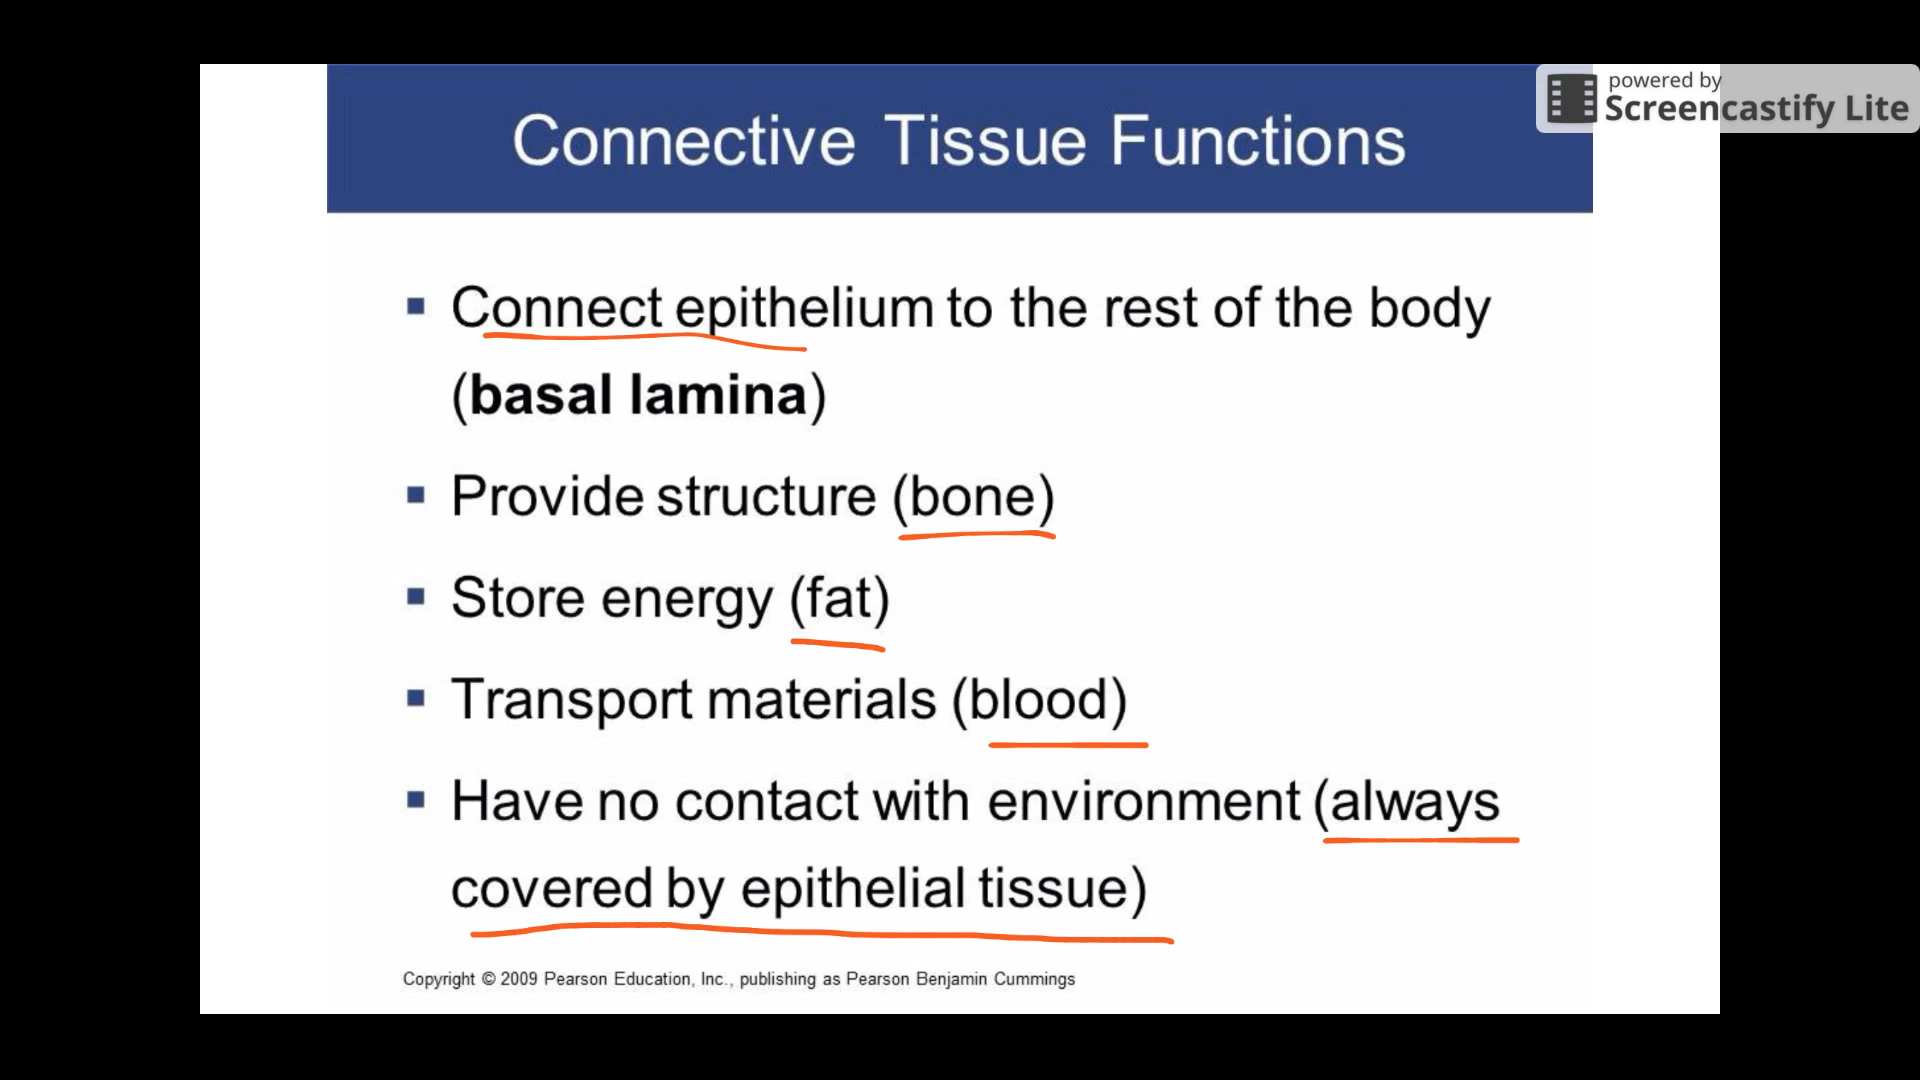 powered by
Screencastify Lite
Connective Tissue Functions
▪ Connect epithelium to the rest of the body
(basal lamina)
▪ Provide structure (bone)
▪ Store energy (fat)
▪ Transport materials (blood)
▪ Have no contact with environment (always
covered by epithelial tissue)
Copyright © 2009 Pearson Education, Inc., publishing as Pearson Benjamin Cummings